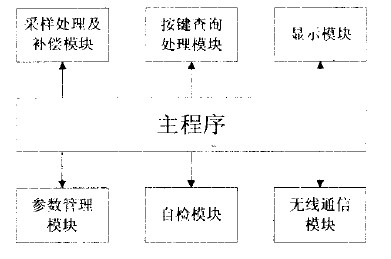 采样处理及
补偿模块
按键查询
处理模块
显示模块
主程序
参数管理
模块
自检模块
无线通信
模块